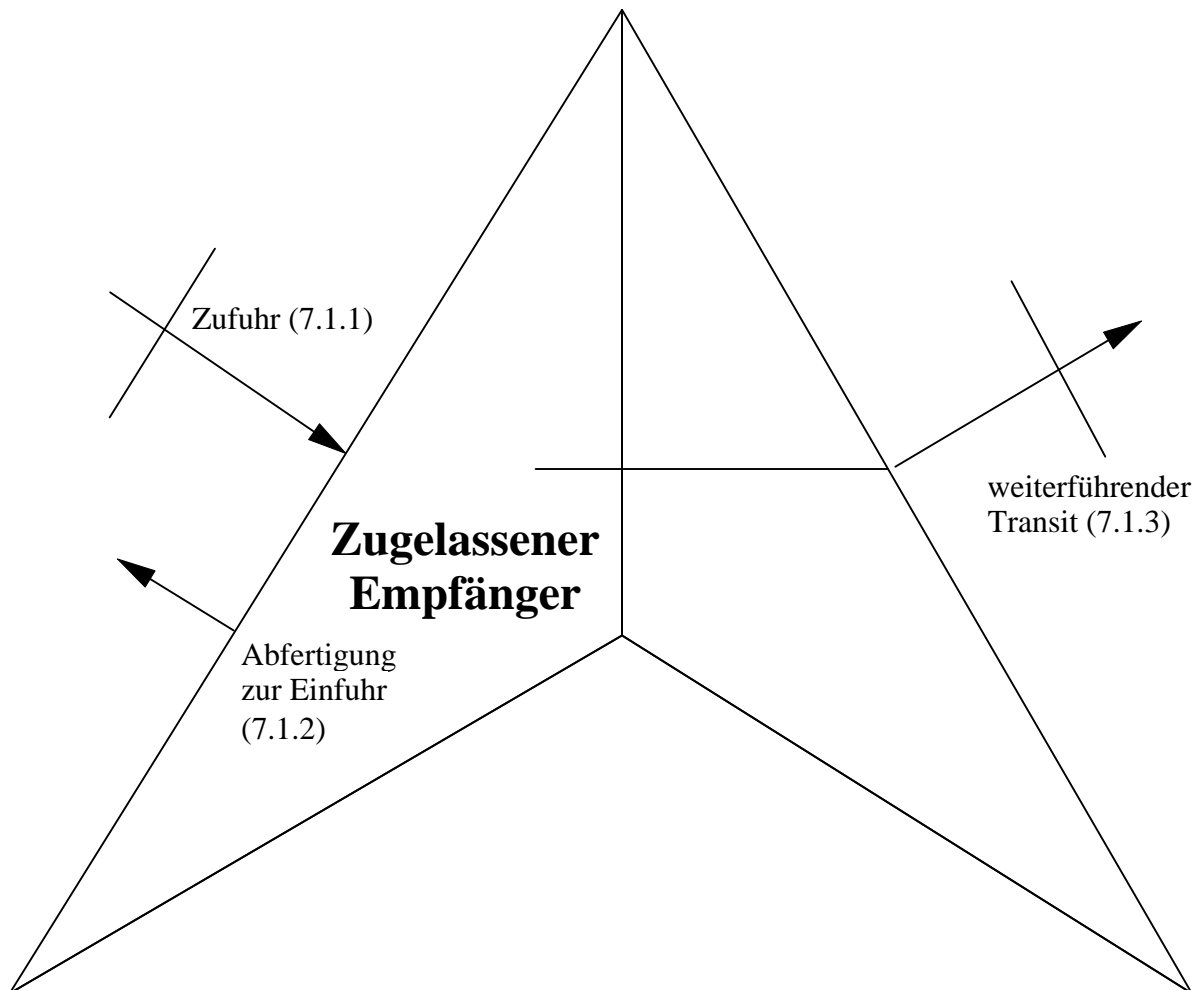 Zufuhr (7.1.1)
weiterführender
Transit (7.1.3)
Zugelassener
Empfänger
Abfertigung
zur Einfuhr
(7.1.2)